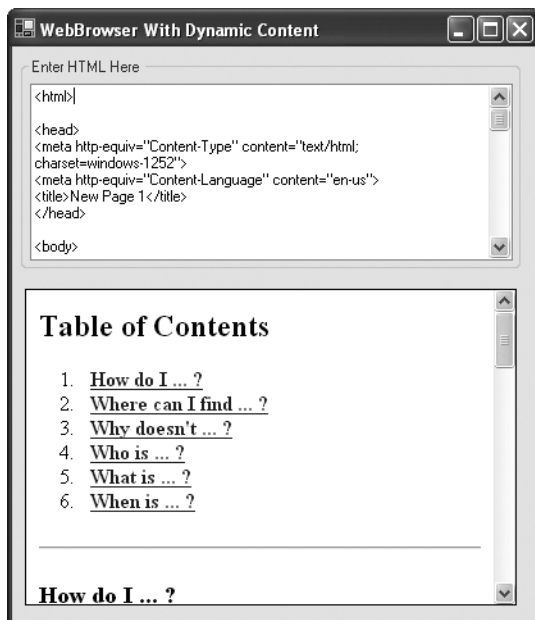 WebBrowser With Dynamic Content
Enter HTML Here
<html>
<head>
<meta http-equiv="Content-Type" content="text/html;
charset=windows-1252">
<meta http-equiv="Content-Language" content="en-us">
<title>New Page 1</title>
</head>
<body>
Table of Contents
1. How do I ... ?
2. Where can I find ... ?
3. Why doesn't ... ?
4. Who is ... ?
5. What is ... ?
6. When is ... ?
How do I ... ?